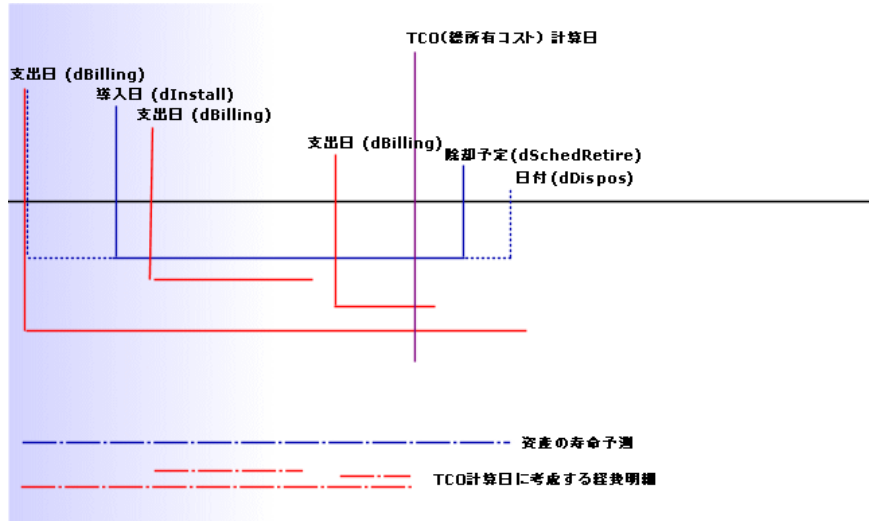 TCO(総所有コスト) 計算日
支出日 (dBilling)
導入日 (dInstall)
支出日 (dBilling)
支出日 (dBilling)
除却予定(dSchedRetire)
日付(dDispos)
資産の寿命予測
TCO計算日に考慮する経費明細